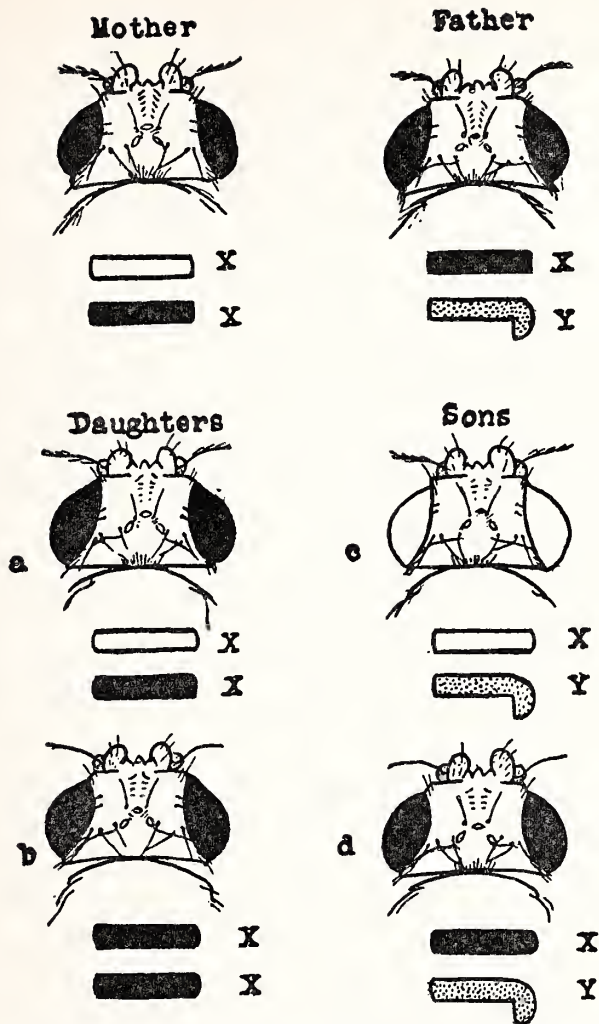 Mother Father
X X
X Y
Daughters Sons
a c
X X
X Y
b d
X X
X Y